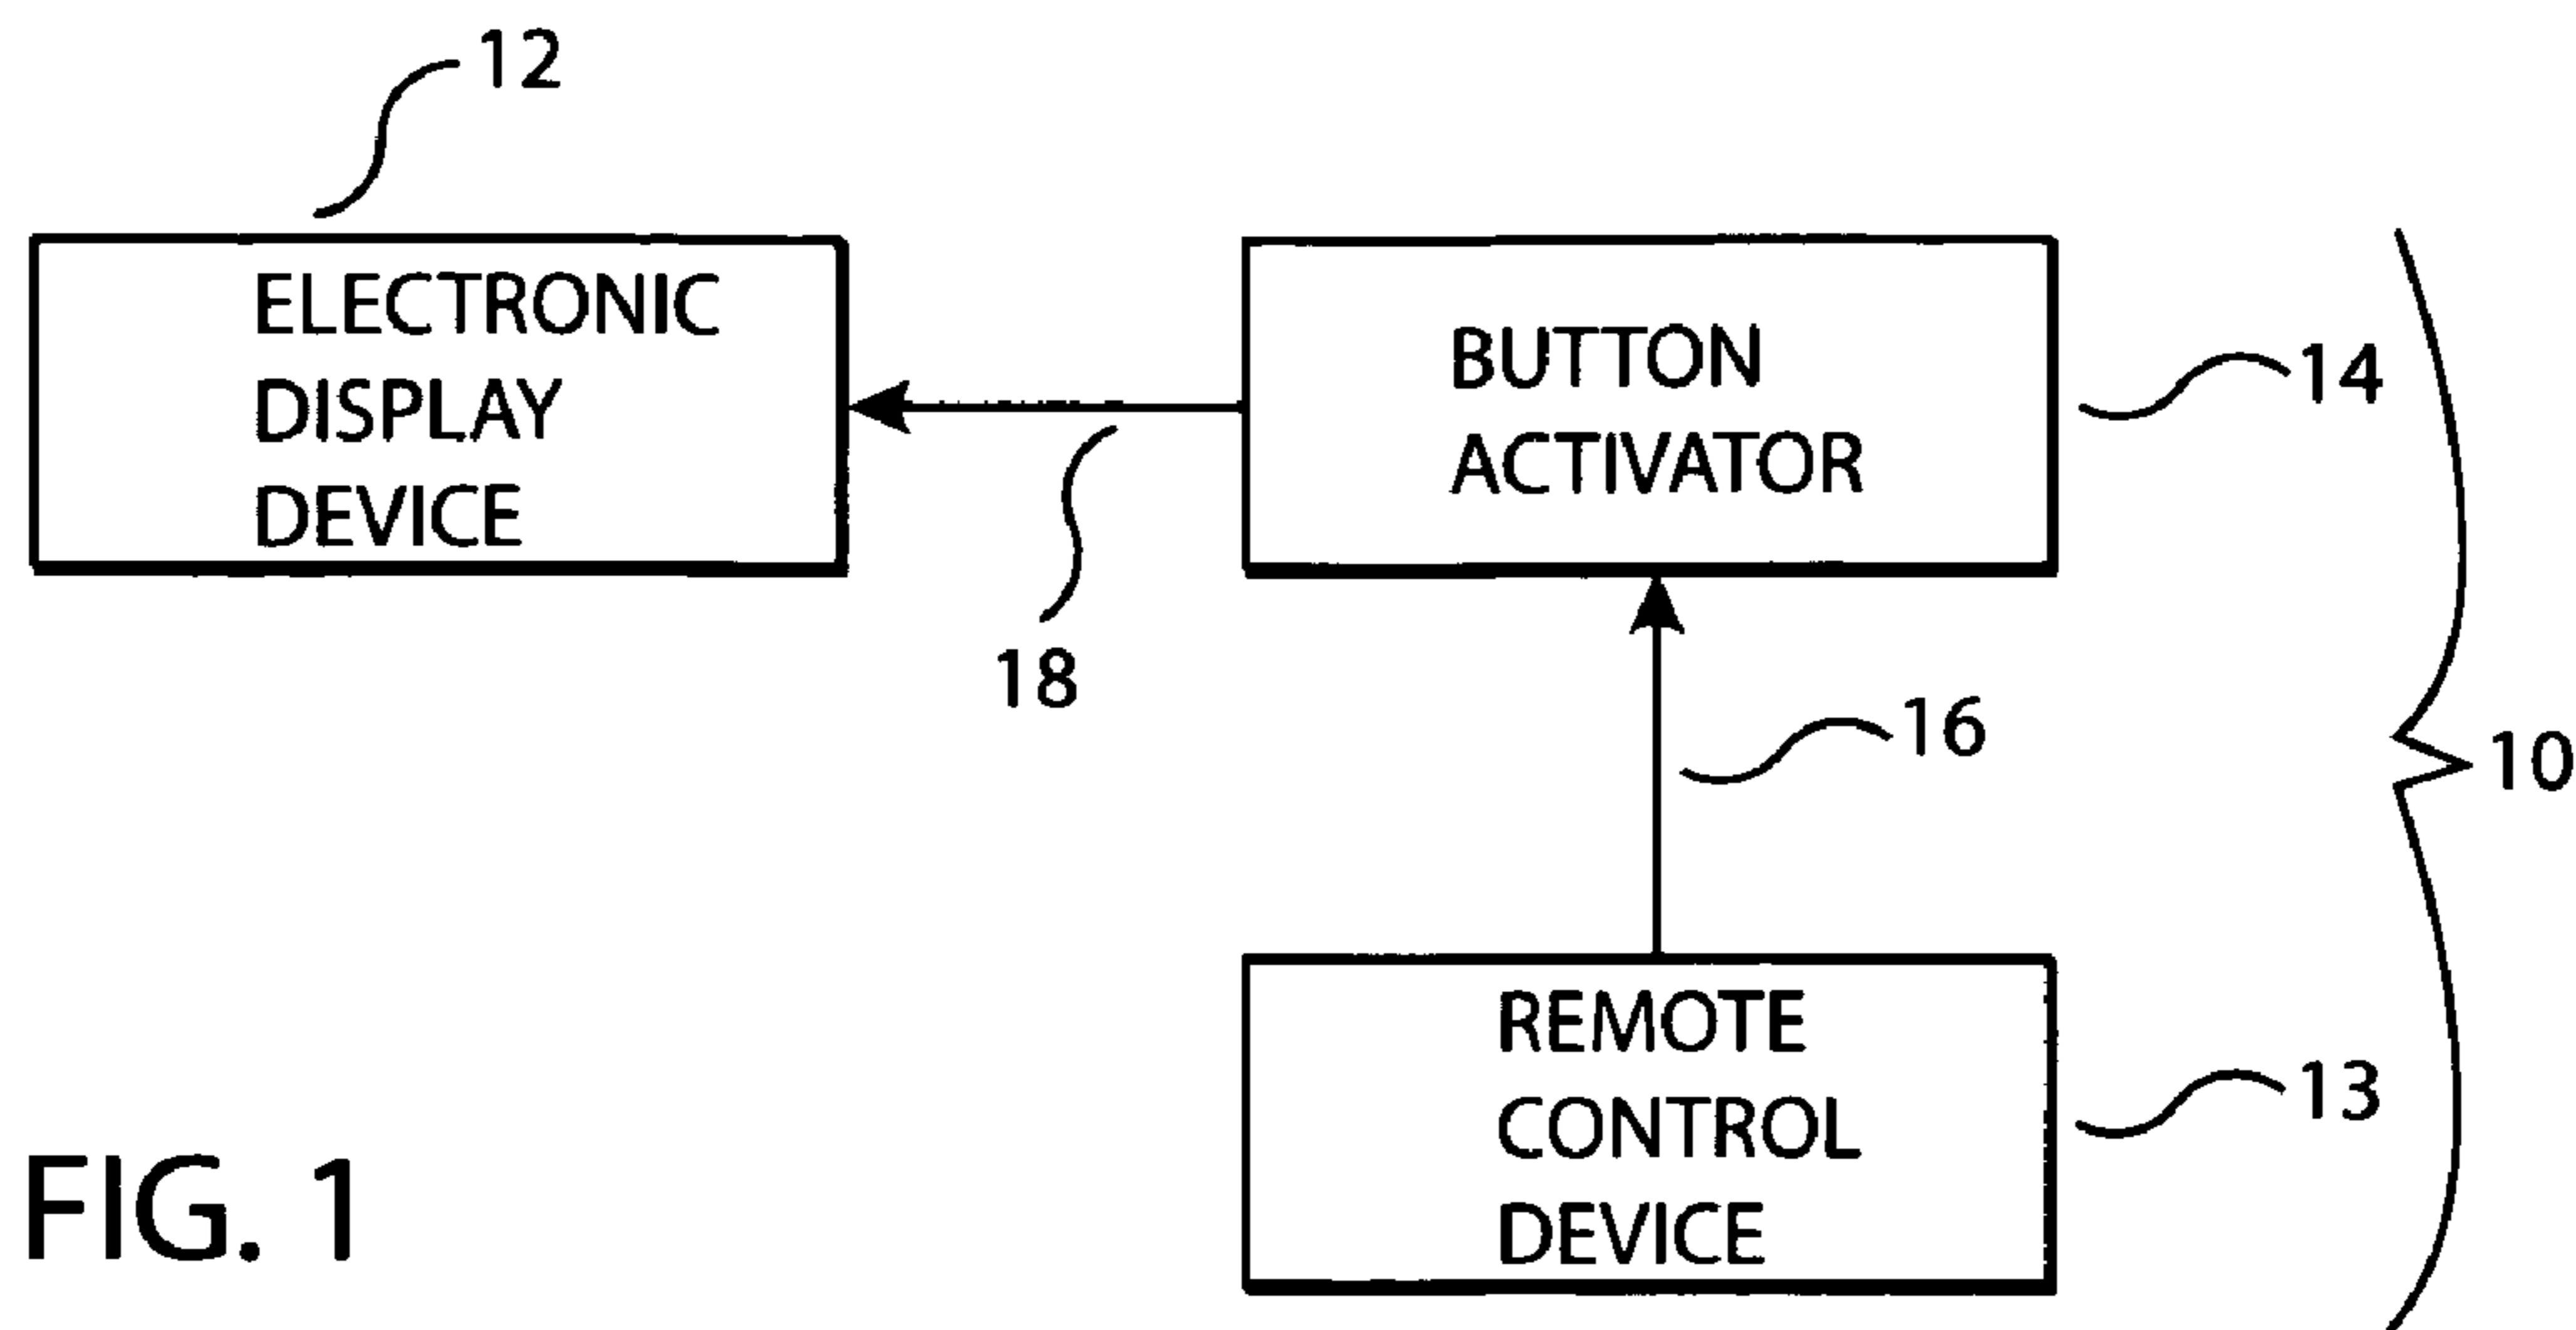 12
ELECTRONIC
DISPLAY
DEVICE
BUTTON
ACTIVATOR
14
18
16
10
REMOTE
CONTROL
DEVICE
13
FIG. 1